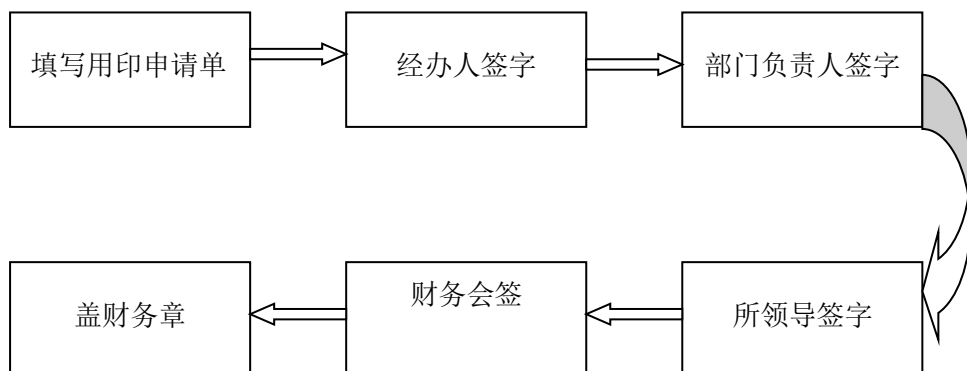 填写用印申请单
经办人签字
部门负责人签字
所领导签字
财务会签
盖财务章